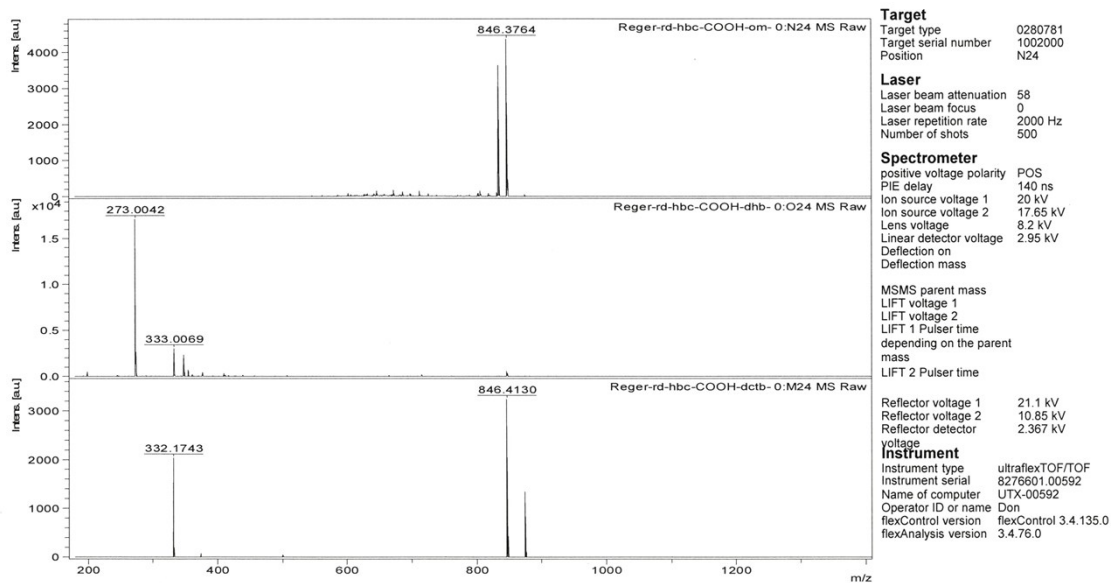 Reger-rd-hbc-COOH-om- 0:N24 MS Raw
846.3764
Intens. [a.u]
4000
3000
2000
1000
0
Reger-rd-hbc-COOH-dhb- 0:O24 MS Raw
x10^4
273.0042
Intens. [a.u]
1.5
1.0
333.0069
0.5
0.0
Reger-rd-hbc-COOH-dctb- 0:M24 MS Raw
846.4130
Intens. [a.u]
3000
332.1743
2000
1000
0
200 400 600 800 1000 1200
m/z
Target
Target type 0280781
Target serial number 1002000
Position N24
Laser
Laser beam attenuation 58
Laser beam focus 0
Laser repetition rate 2000 Hz
Number of shots 500
Spectrometer
positive voltage polarity POS
PIE delay 140 ns
Ion source voltage 1 20 kV
Ion source voltage 2 17.65 kV
Lens voltage 8.2 kV
Linear detector voltage 2.95 kV
Deflection on
Deflection mass
MSMS parent mass
LIFT voltage 1
LIFT voltage 2
LIFT 1 Pulser time
depending on the parent
mass
LIFT 2 Pulser time
Reflector voltage 1 21.1 kV
Reflector voltage 2 10.85 kV
Reflector detector 2.367 kV
voltage
Instrument
Instrument type ultraflexTOF/TOF
Instrument serial 8276601.00592
Name of computer UTX-00592
Operator ID or name Don
flexControl version flexControl 3.4.135.0
flexAnalysis version 3.4.76.0